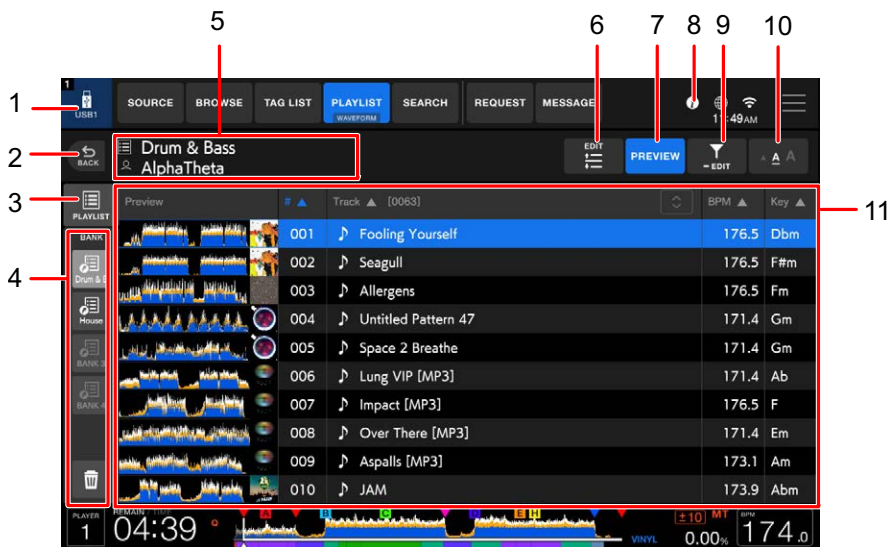 5 6 7 8 9 10
1
1
USB1
SOURCE BROWSE TAG LIST PLAYLIST SEARCH REQUEST MESSAGE
WAVEFORM
11:49AM
2
BACK
Drum & Bass
AlphaTheta
EDIT
PREVIEW
EDIT
A A A
3
PLAYLIST
Preview # ▲ Track ▲ [0063] BPM ▲ Key ▲
11
4
BANK
Drum & B
House
BANK 3
BANK 4
001 ♪ Fooling Yourself 176.5 Dbm
002 ♪ Seagull 176.5 F#m
003 ♪ Allergens 176.5 Fm
004 ♪ Untitled Pattern 47 171.4 Gm
005 ♪ Space 2 Breathe 171.4 Gm
006 ♪ Lung VIP [MP3] 171.4 Ab
007 ♪ Impact [MP3] 176.5 F
008 ♪ Over There [MP3] 171.4 Em
009 ♪ Aspalls [MP3] 173.1 Am
010 ♪ JAM 173.9 Abm
PLAYER
1
REMAIN / TIME
04:39
A B C D E H
VINYL
±10 MT
0.00%
BPM
174.0